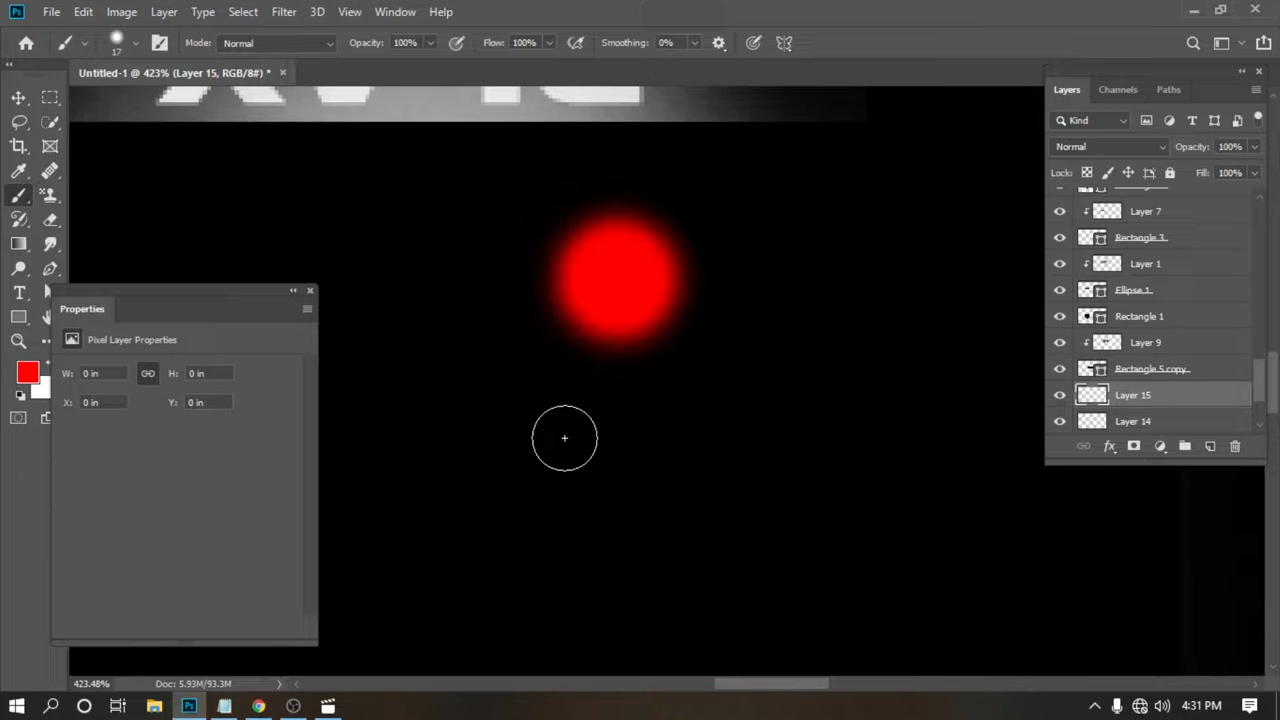 Ps File Edit Image Layer Type Select Filter 3D View Window Help
17 Mode: Normal Opacity: 100% Flow: 100% Smoothing: 0%
Untitled-1 @ 423% (Layer 15, RGB/8#) *
Layers Channels Paths
Kind
Normal Opacity: 100%
Lock: Fill: 100%
Layer 7
Rectangle 3
Layer 1
Ellipse 1
Rectangle 1
Layer 9
Rectangle 5 copy
Layer 15
Layer 14
Properties
Pixel Layer Properties
W: 0 in H: 0 in
X: 0 in Y: 0 in
423.48% Doc: 5.93M/93.3M
Ps 4:31 PM